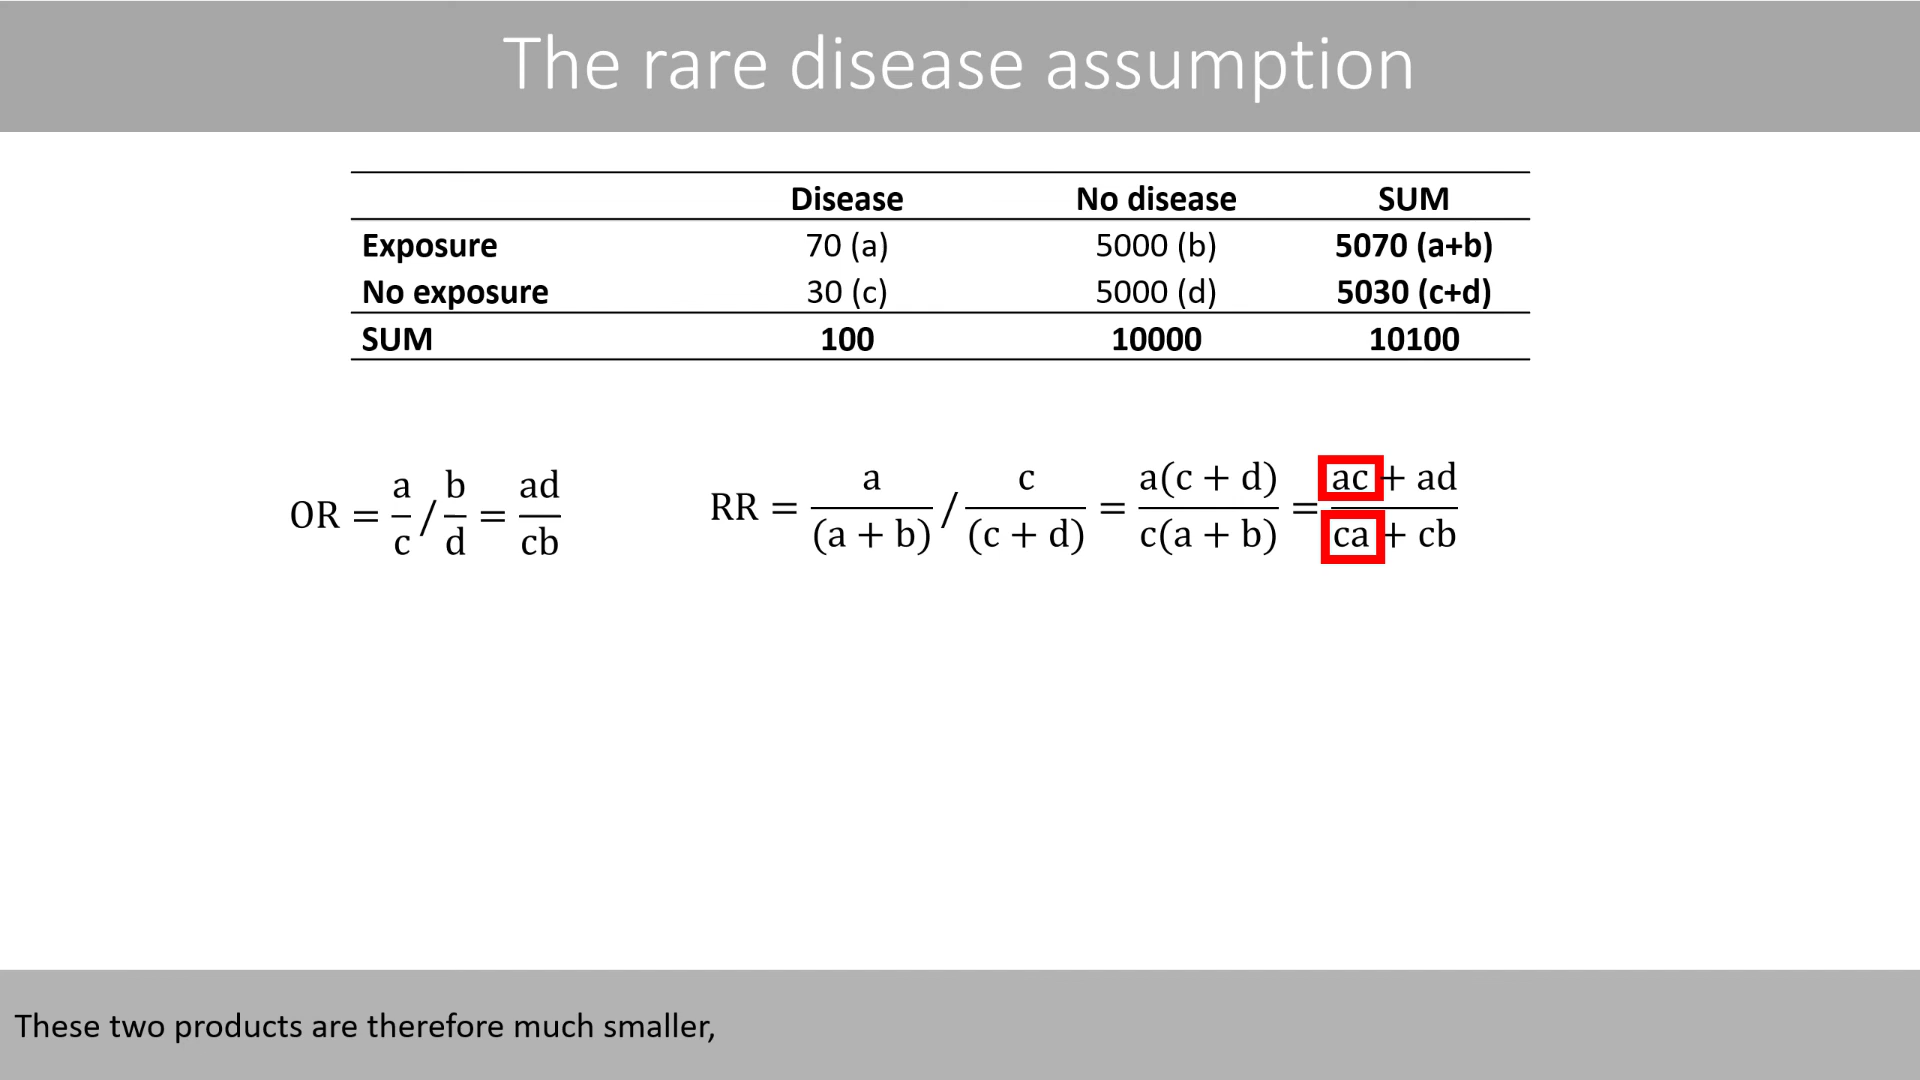 The rare disease assumption
Disease No disease SUM
Exposure 70 (a) 5000 (b) 5070 (a+b)
No exposure 30 (c) 5000 (d) 5030 (c+d)
SUM 100 10000 10100
OR = a/c / b/d = ad/cb
RR = a/(a + b) / c/(c + d) = a(c + d)/c(a + b) = ac + ad/ca + cb
These two products are therefore much smaller,